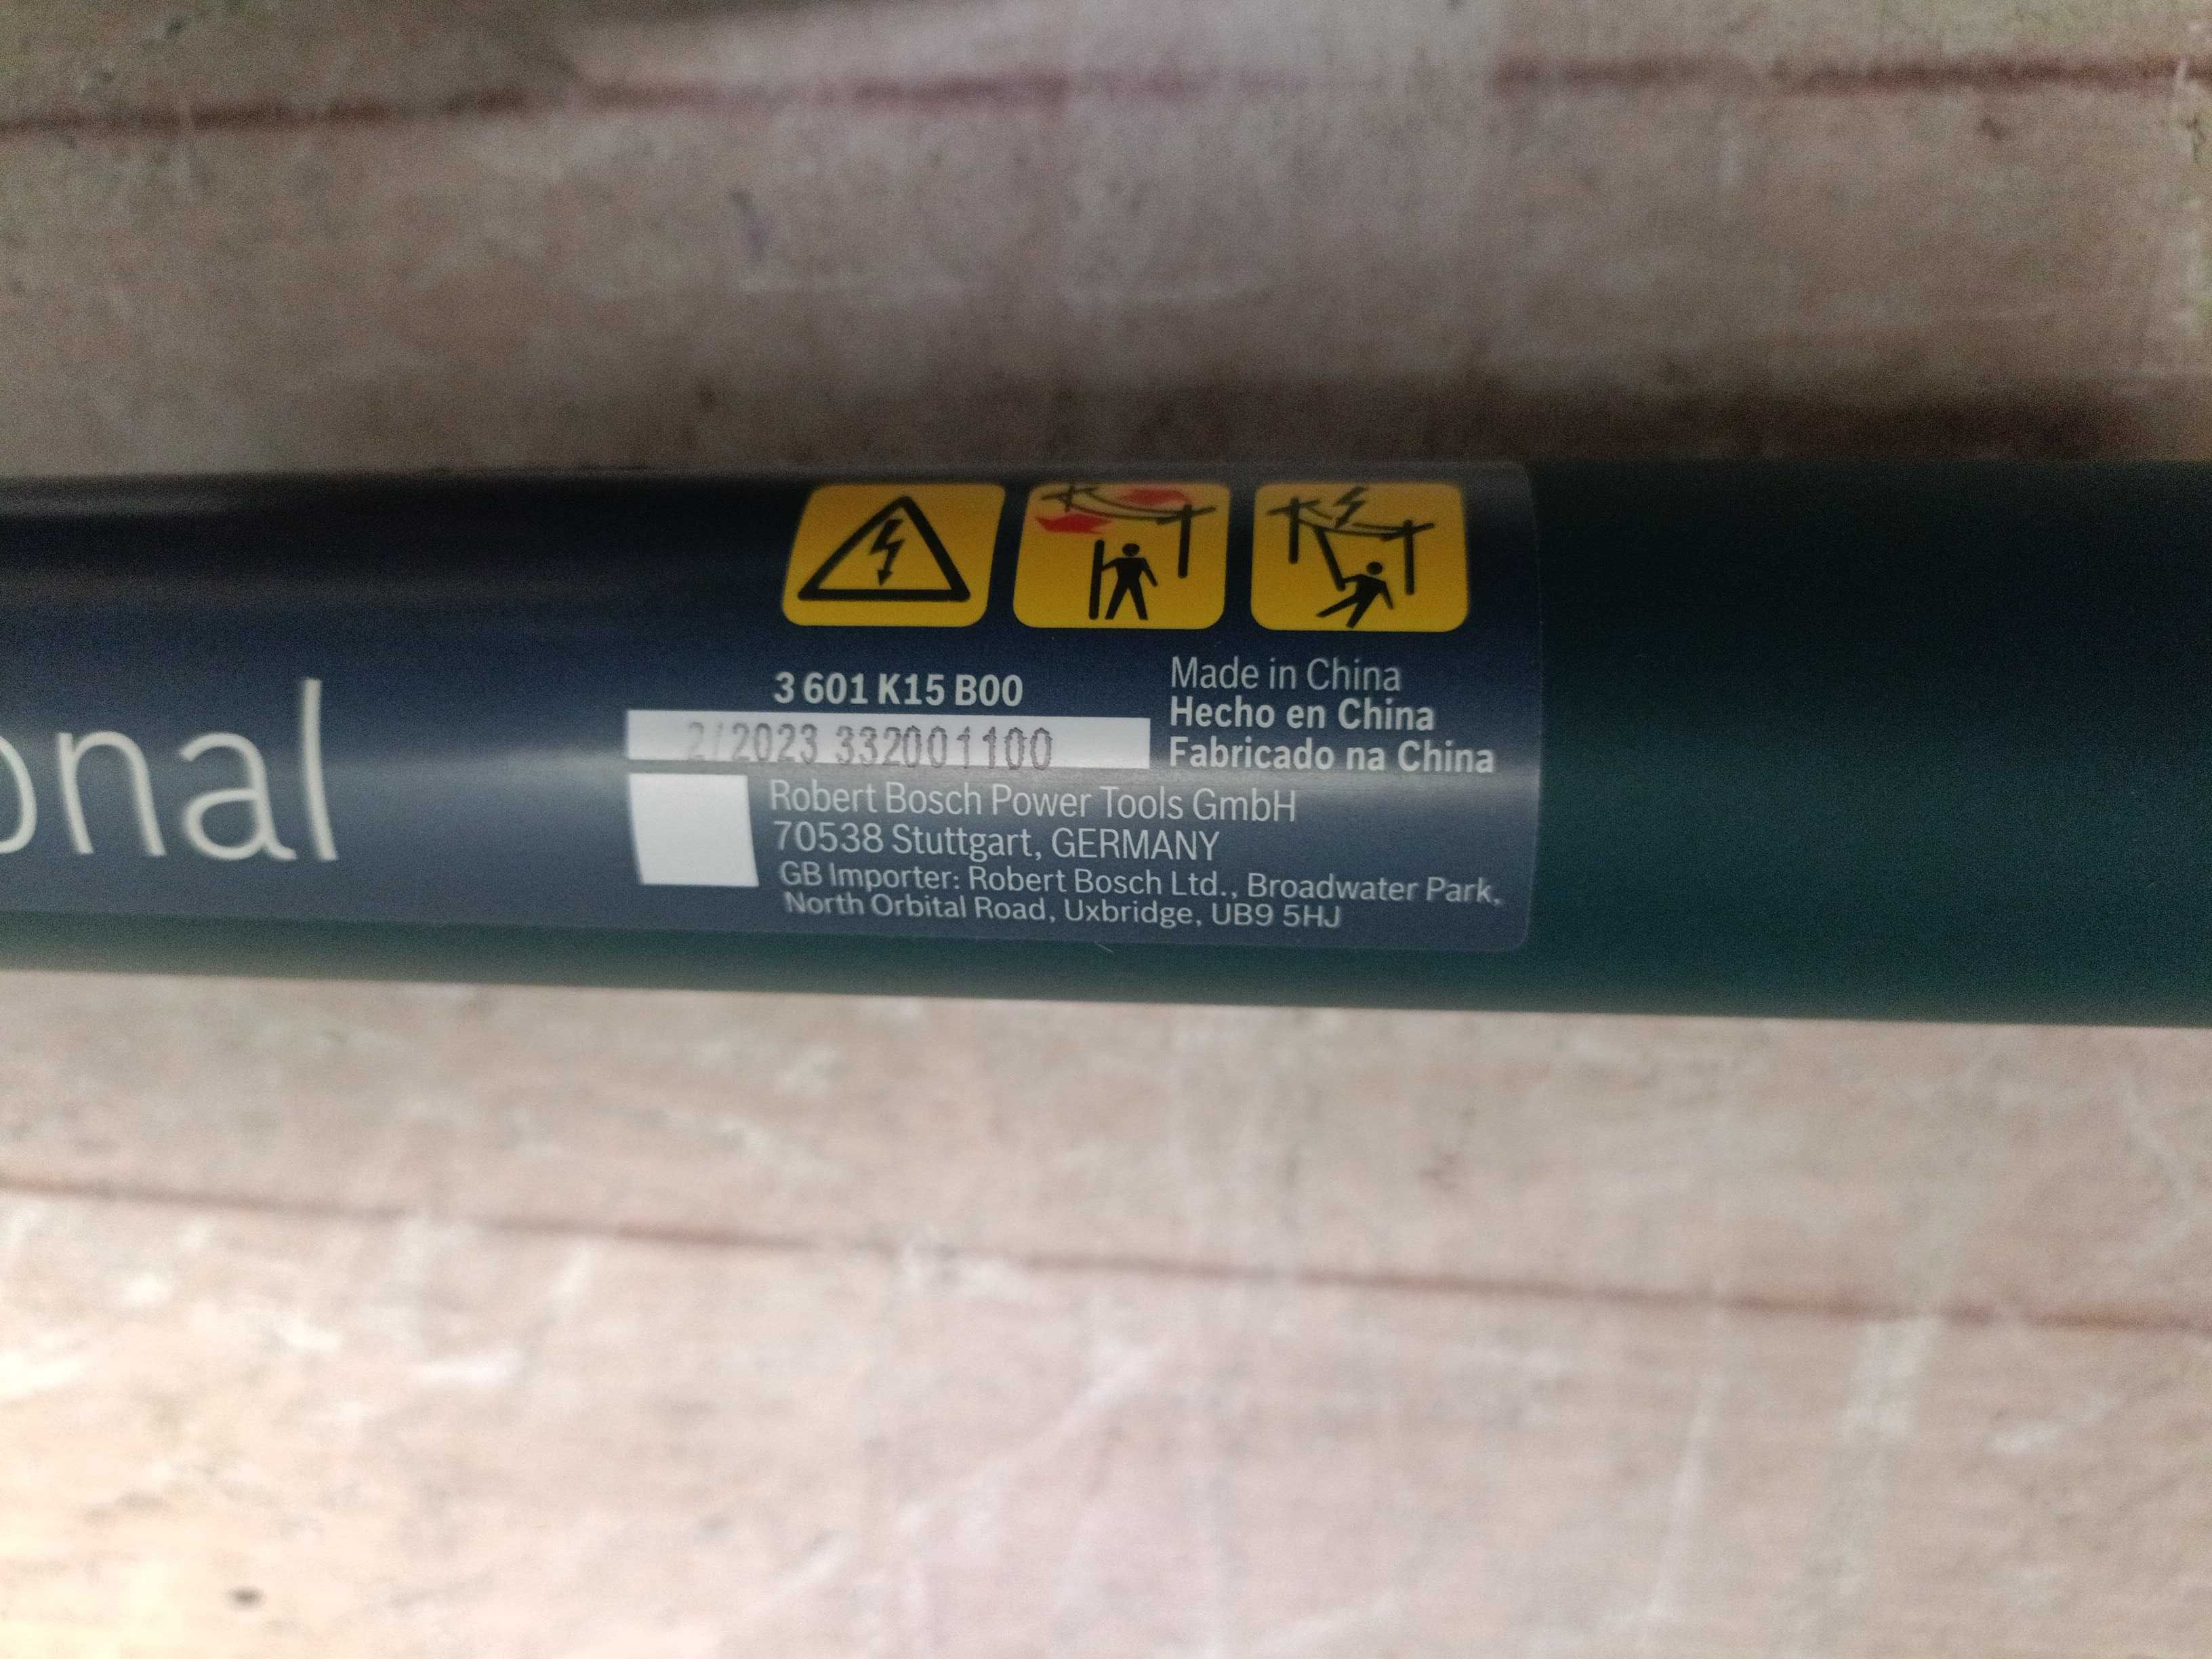 onal
3 601 K15 B00
2/2023 332001100
Made in China
Hecho en China
Fabricado na China
Robert Bosch Power Tools GmbH
70538 Stuttgart, GERMANY
GB Importer: Robert Bosch Ltd., Broadwater Park,
North Orbital Road, Uxbridge, UB9 5HJ